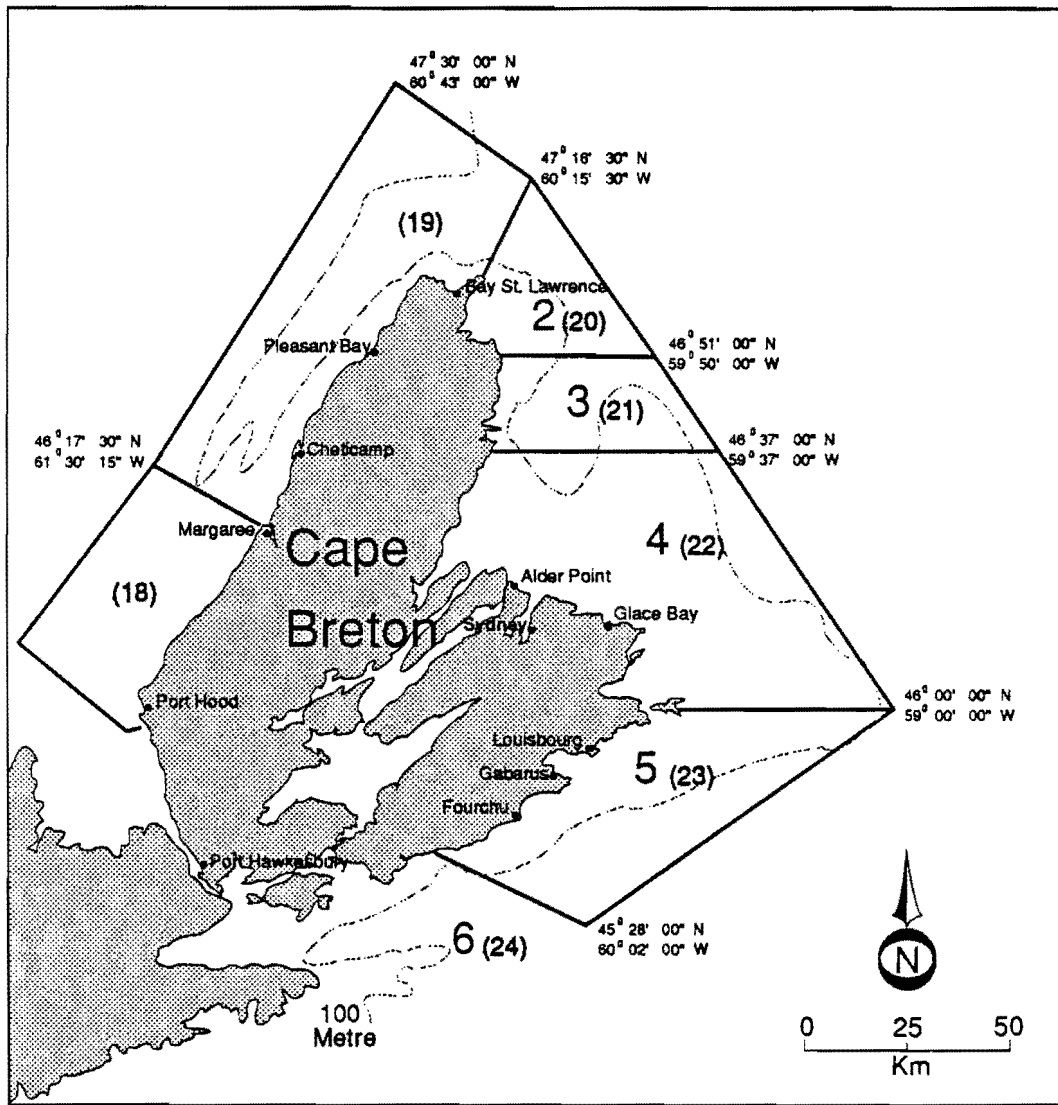 47° 30' 00" N
60° 43' 00" W
47° 16' 30" N
60° 15' 30" W
(19)
Bay St. Lawrence
2 (20)
Pleasant Bay
46° 51' 00" N
59° 50' 00" W
3 (21)
46° 17' 30" N
61° 30' 15" W
Cheticamp
46° 37' 00" N
59° 37' 00" W
Margaree
Cape
Breton
4 (22)
(18)
Alder Point
Sydney
Glace Bay
Port Hood
46° 00' 00" N
59° 00' 00" W
Louisbourg
5 (23)
Gabarus
Fourchu
Port Hawkesbury
6 (24)
45° 28' 00" N
60° 02' 00" W
100
Metre
N
0 25 50
Km